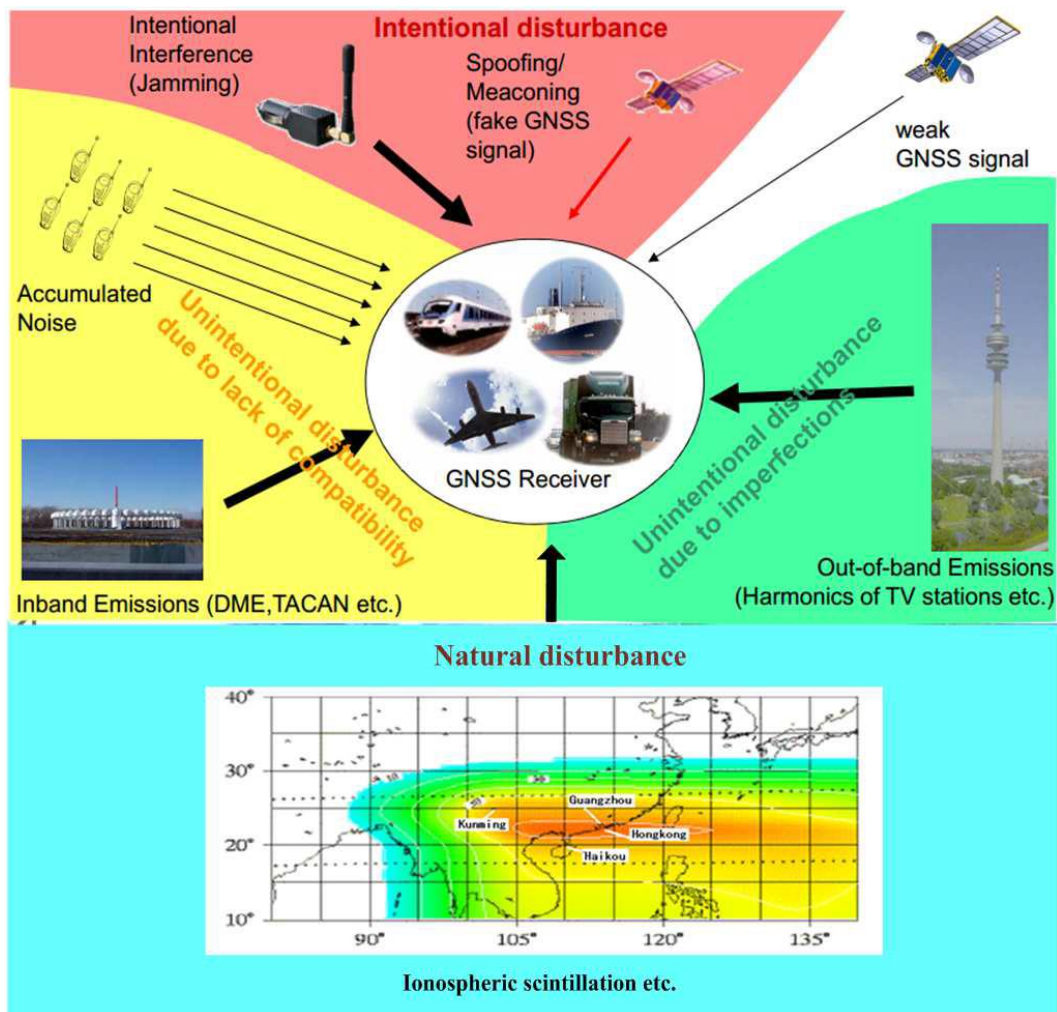 Intentional
Interference
(Jamming)
Intentional disturbance
Spoofing/
Meaconing
(fake GNSS
signal)
weak
GNSS signal
Accumulated
Noise
Unintentional disturbance
due to lack of compatibility
GNSS Receiver
Unintentional disturbance
due to imperfections
Inband Emissions (DME,TACAN etc.)
Out-of-band Emissions
(Harmonics of TV stations etc.)
Natural disturbance
40°
30°
20°
10°
Guangzhou
Kunming
Hongkong
Haikou
90°
105°
120°
135°
Ionospheric scintillation etc.